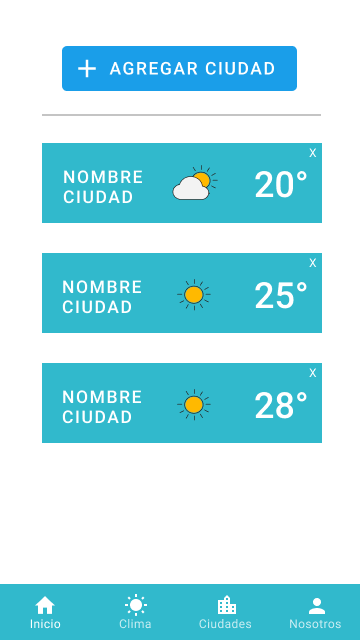 + AGREGAR CIUDAD
X
NOMBRE
CIUDAD
20°
X
NOMBRE
CIUDAD
25°
X
NOMBRE
CIUDAD
28°
Inicio
Clima
Ciudades
Nosotros